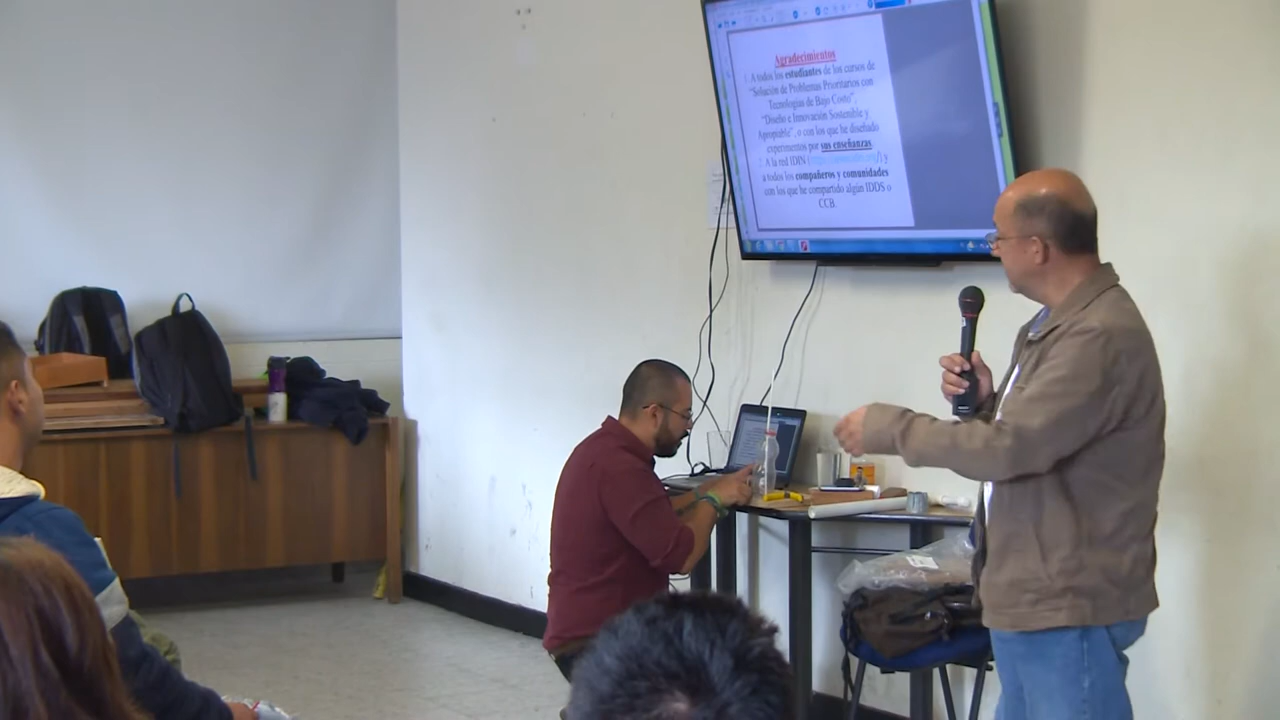 Agradecimientos
1. A todos los estudiantes de los cursos de
"Solución de Problemas Prioritarios con
Tecnologías de Bajo Costo",
"Diseño e Innovación Sostenible y
Apropiable", o con los que he diseñado
experimentos por sus enseñanzas.
2. A la red IDIN ( /) y
a todos los compañeros y comunidades
con los que he compartido algún IDDS o
CCB.